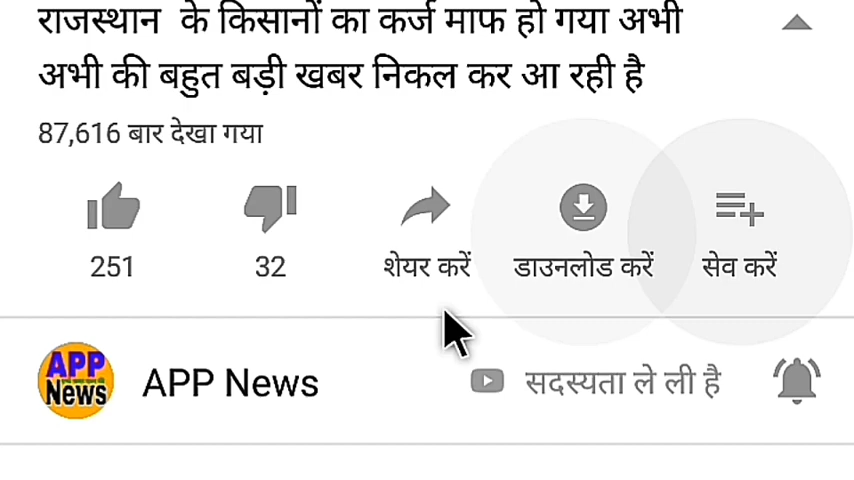 राजस्थान के किसानों का कर्ज माफ हो गया अभी
अभी की बहुत बड़ी खबर निकल कर आ रही है
87,616 बार देखा गया
251 32 शेयर करें डाउनलोड करें सेव करें
APP News
APP News सदस्यता ले ली है